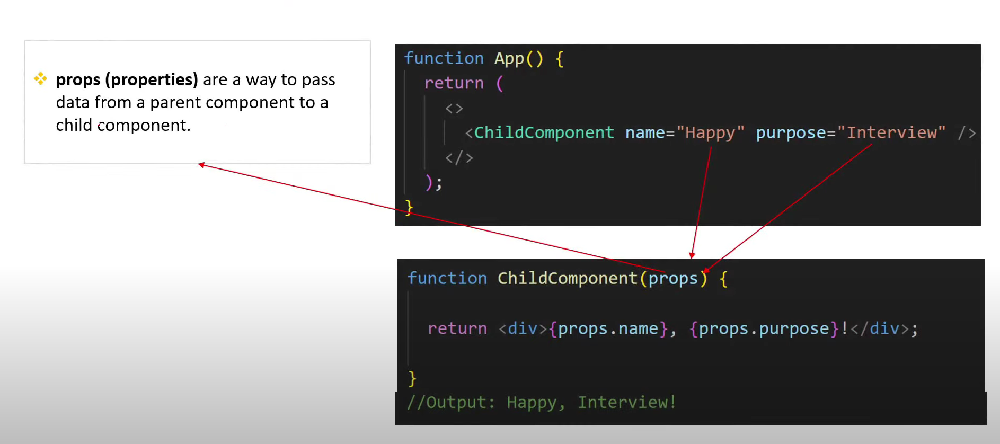 ❖ props (properties) are a way to pass
data from a parent component to a
child component.
function App() {
return (
<>
<ChildComponent name="Happy" purpose="Interview" />
</>
);
}
function ChildComponent(props) {
return <div>{props.name}, {props.purpose}!</div>;
}
//Output: Happy, Interview!